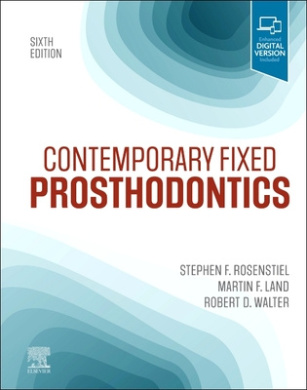 SIXTH
EDITION
Enhanced
DIGITAL
VERSION
Included
CONTEMPORARY FIXED
PROSTHODONTICS
STEPHEN F. ROSENSTIEL
MARTIN F. LAND
ROBERT D. WALTER
ELSEVIER